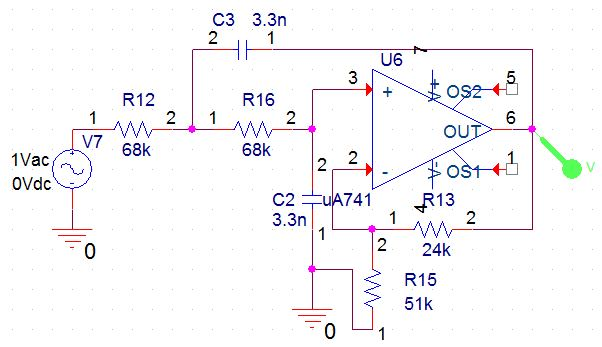 C3 3.3n
2 1
U6 7
3 + V+ OS2 5
R12 R16
1 2 1 2
OUT 6
V7 68k 68k
V
1Vac
0Vdc
2 2 - V- OS1 1
C2 uA741
3.3n
R13
1 4 2
24k
1 2
0
R15
51k
0
1